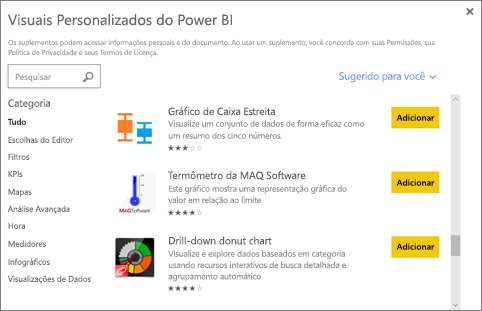 Visuais Personalizados do Power BI
Os suplementos podem acessar informações pessoais e do documento. Ao usar um suplemento, você concorda com suas Permissões, sua
Política de Privacidade e seus Termos de Licença.
Pesquisar
Sugerido para você
Categoria
Tudo
Escolhas do Editor
Filtros
KPIs
Mapas
Análise Avançada
Hora
Medidores
Infográficos
Visualizações de Dados
Gráfico de Caixa Estreita
Visualize um conjunto de dados de forma eficaz como
um resumo dos cinco números.
Adicionar
MAQ Software
Termômetro da MAQ Software
Este gráfico mostra uma representação gráfica do
valor em relação ao limite
Adicionar
Drill-down donut chart
Visualize e explore dados baseados em categoria
usando recursos interativos de busca detalhada e
agrupamento automático
Adicionar